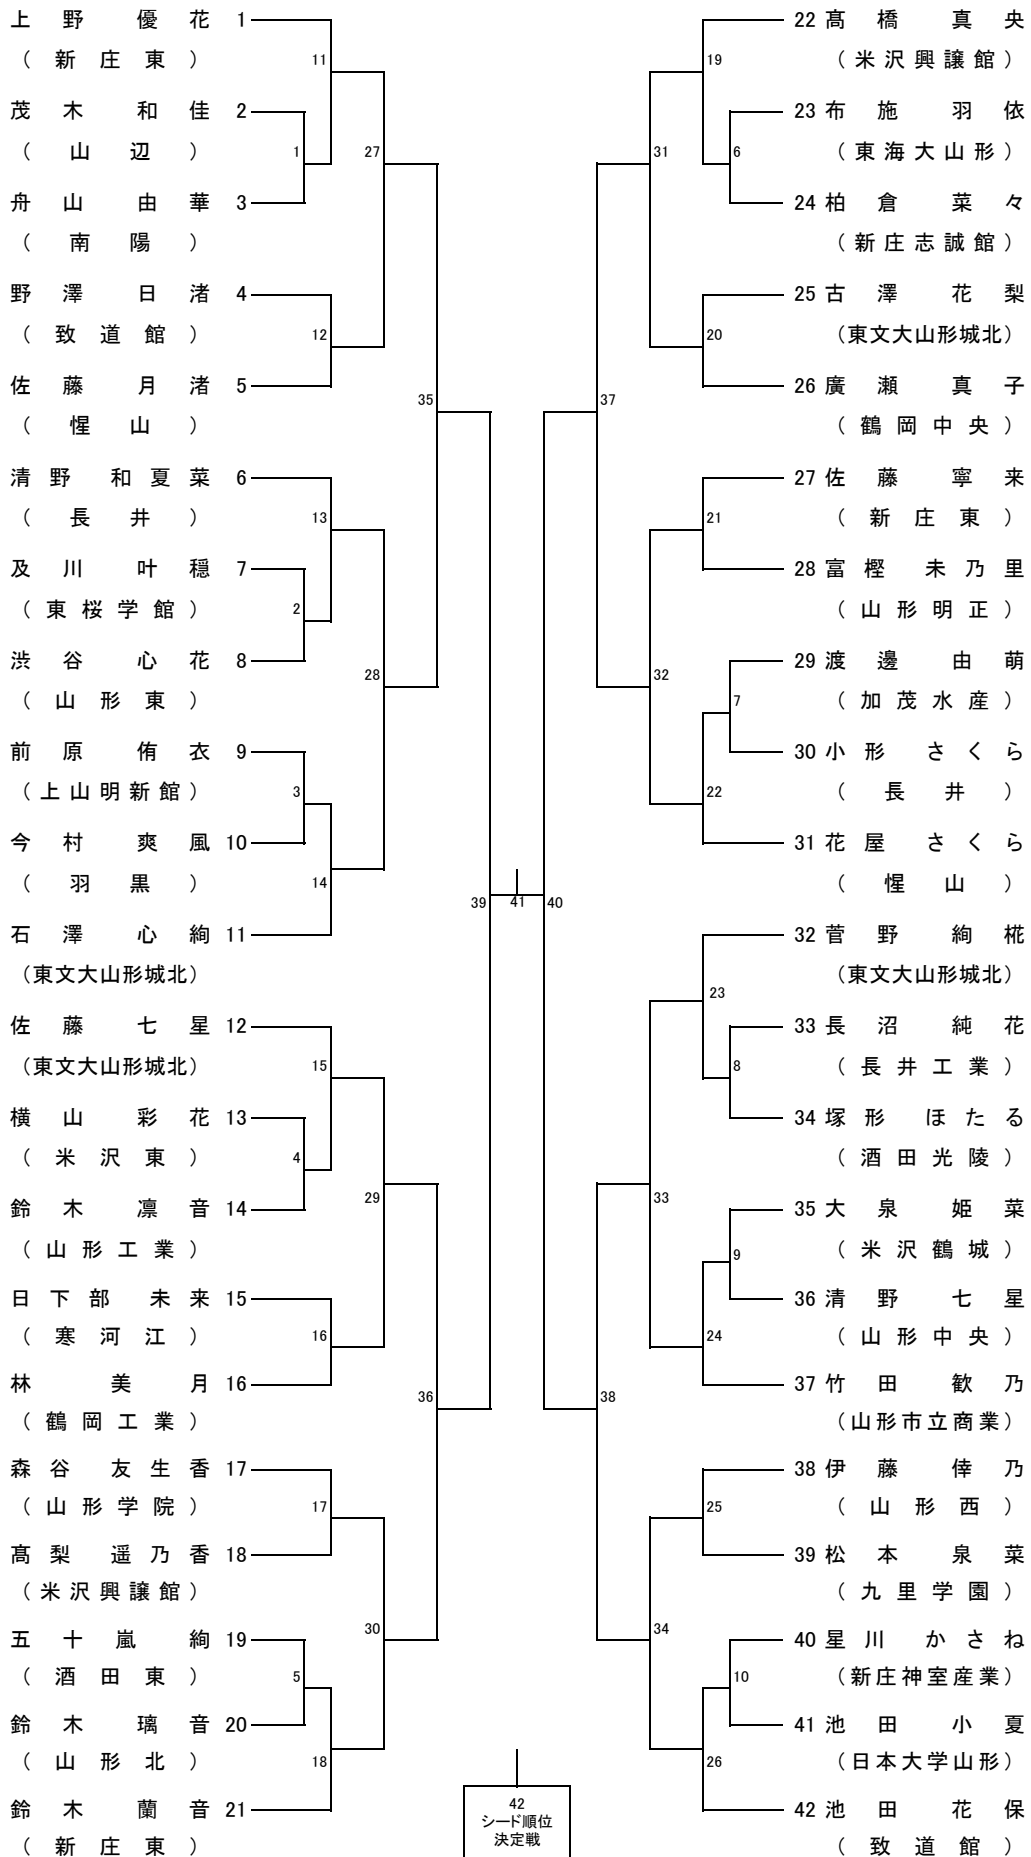 上野優花 1
（新庄東）
茂木和佳 2
（山辺）
舟山由華 3
（南陽）
野澤日渚 4
（致道館）
佐藤月渚 5
（惺山）
清野和夏菜 6
（長井）
及川叶穏 7
（東桜学館）
渋谷心花 8
（山形東）
前原侑衣 9
（上山明新館）
今村爽風 10
（羽黒）
石澤心絢 11
（東文大山形城北）
佐藤七星 12
（東文大山形城北）
横山彩花 13
（米沢東）
鈴木凛音 14
（山形工業）
日下部未来 15
（寒河江）
林美月 16
（鶴岡工業）
森谷友生香 17
（山形学院）
髙梨遥乃香 18
（米沢興譲館）
五十嵐絢 19
（酒田東）
鈴木璃音 20
（山形北）
鈴木蘭音 21
（新庄東）
11
1
27
12
35
13
2
28
3
14
39
15
4
29
16
36
17
30
5
18
41
42
シード順位
決定戦
40
19
6
31
20
37
21
32
7
22
23
8
33
9
24
38
25
34
10
26
22 髙橋真央
（米沢興譲館）
23 布施羽依
（東海大山形）
24 柏倉菜々
（新庄志誠館）
25 古澤花梨
（東文大山形城北）
26 廣瀬真子
（鶴岡中央）
27 佐藤寧来
（新庄東）
28 富樫未乃里
（山形明正）
29 渡邊由萌
（加茂水産）
30 小形さくら
（長井）
31 花屋さくら
（惺山）
32 菅野絢椛
（東文大山形城北）
33 長沼純花
（長井工業）
34 塚形ほたる
（酒田光陵）
35 大泉姫菜
（米沢鶴城）
36 清野七星
（山形中央）
37 竹田歓乃
（山形市立商業）
38 伊藤倖乃
（山形西）
39 松本泉菜
（九里学園）
40 星川かさね
（新庄神室産業）
41 池田小夏
（日本大学山形）
42 池田花保
（致道館）